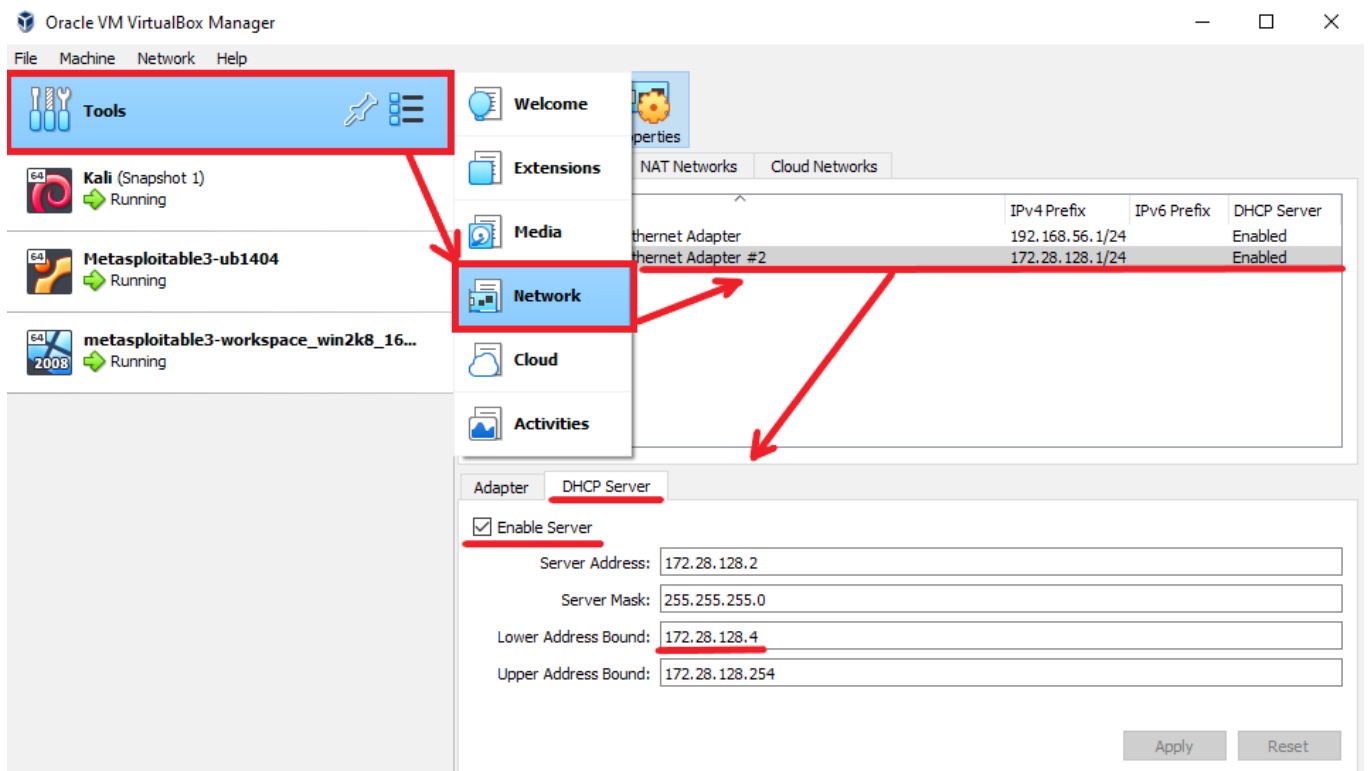 Oracle VM VirtualBox Manager
File Machine Network Help
Tools
Kali (Snapshot 1)
Running
Metasploitable3-ub1404
Running
metasploitable3-workspace_win2k8_16...
Running
64
64
64
2008
Welcome
Extensions
Media
Network
Cloud
Activities
perties
NAT Networks Cloud Networks
IPv4 Prefix IPv6 Prefix DHCP Server
thernet Adapter 192.168.56.1/24 Enabled
thernet Adapter #2 172.28.128.1/24 Enabled
Adapter DHCP Server
Enable Server
Server Address: 172.28.128.2
Server Mask: 255.255.255.0
Lower Address Bound: 172.28.128.4
Upper Address Bound: 172.28.128.254
Apply Reset